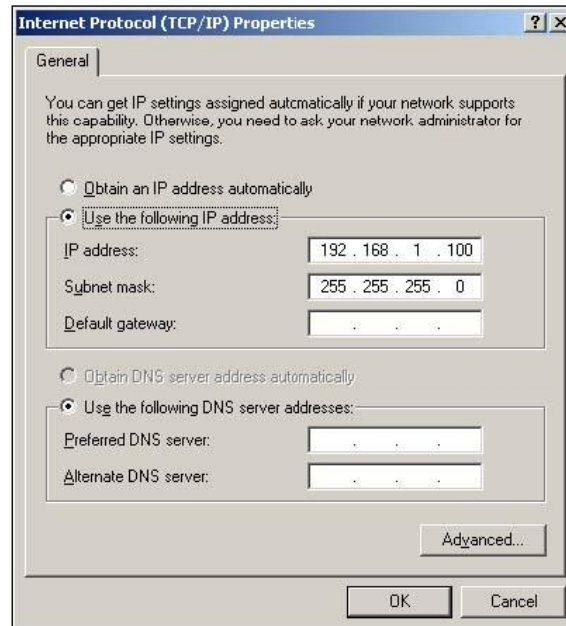 Internet Protocol (TCP/IP) Properties
? X
General
You can get IP settings assigned automatically if your network supports
this capability. Otherwise, you need to ask your network administrator for
the appropriate IP settings.
Obtain an IP address automatically
Use the following IP address:
IP address: 192 . 168 . 1 . 100
Subnet mask: 255 . 255 . 255 . 0
Default gateway: . . .
Obtain DNS server address automatically
Use the following DNS server addresses:
Preferred DNS server: . . .
Alternate DNS server: . . .
Advanced...
OK Cancel